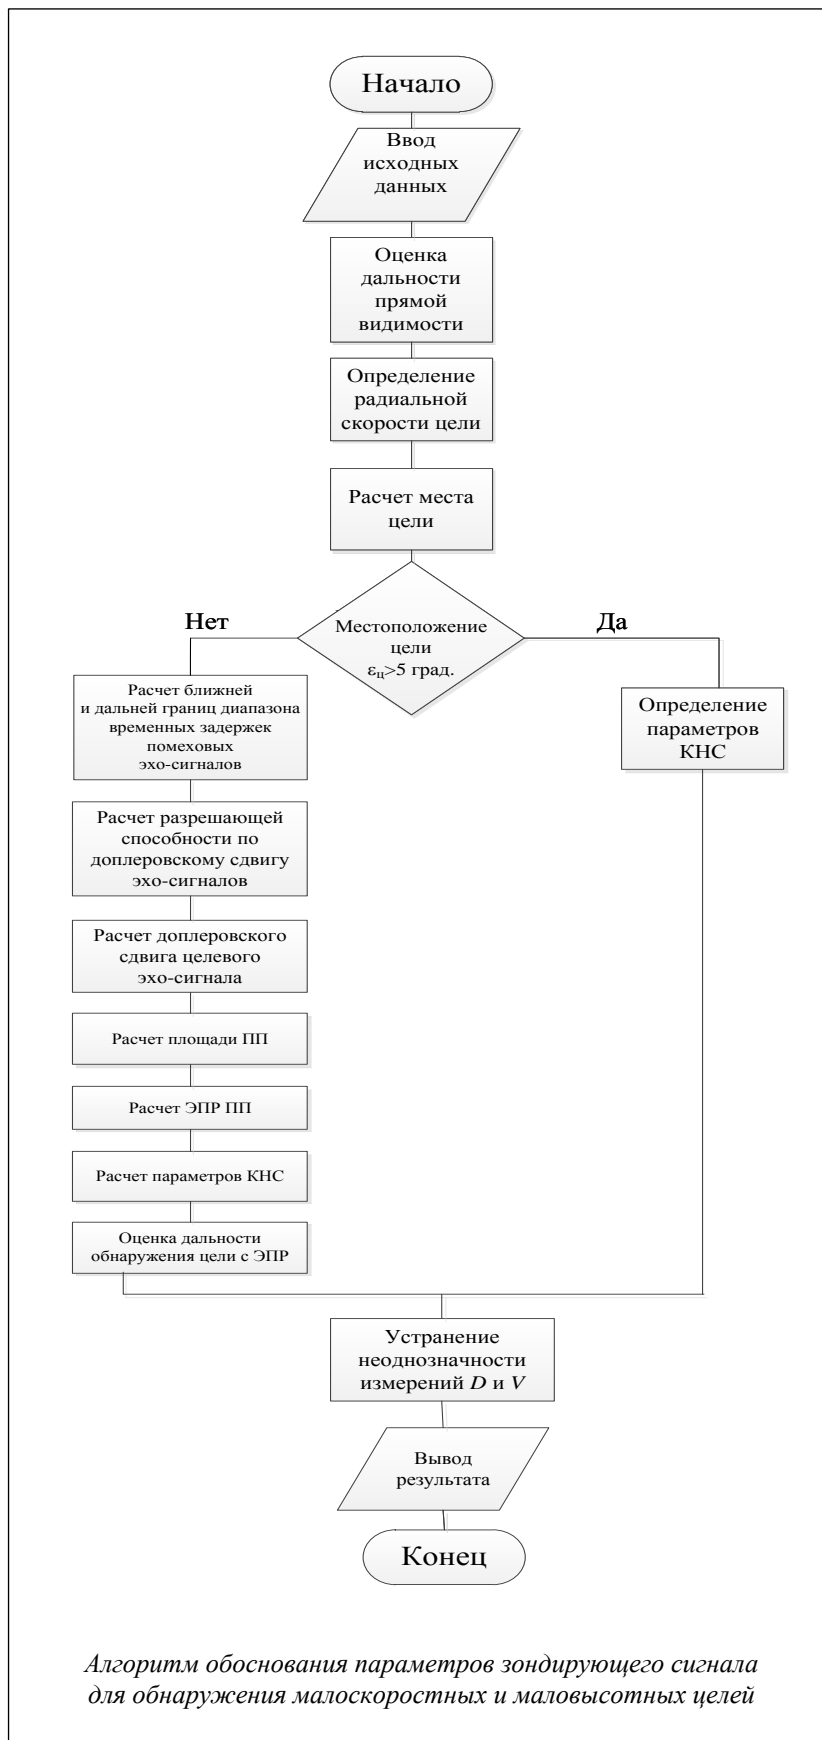 Начало
Ввод
исходных
данных
Оценка
дальности
прямой
видимости
Определение
радиальной
скорости цели
Расчет места
цели
Местоположение
цели
εц>5 град.
Нет
Да
Расчет ближней
и дальней границ диапазона
временных задержек
помеховых
эхо-сигналов
Расчет разрешающей
способности по
доплеровскому сдвигу
эхо-сигналов
Расчет доплеровского
сдвига целевого
эхо-сигнала
Расчет площади ПП
Расчет ЭПР ПП
Расчет параметров КНС
Оценка дальности
обнаружения цели с ЭПР
Определение
параметров
КНС
Устранение
неоднозначности
измерений D и V
Вывод
результата
Конец
Алгоритм обоснования параметров зондирующего сигнала
для обнаружения малоскоростных и маловысотных целей